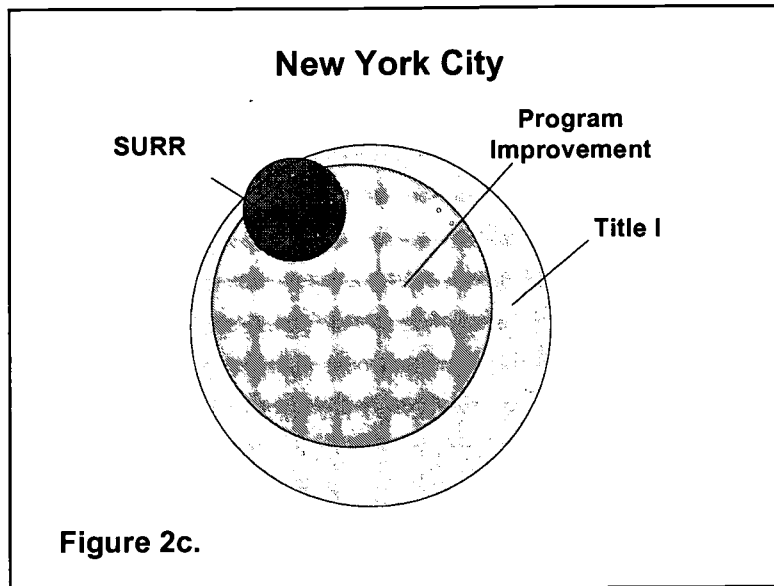 New York City
SURR
Program
Improvement
Title I
Figure 2c.